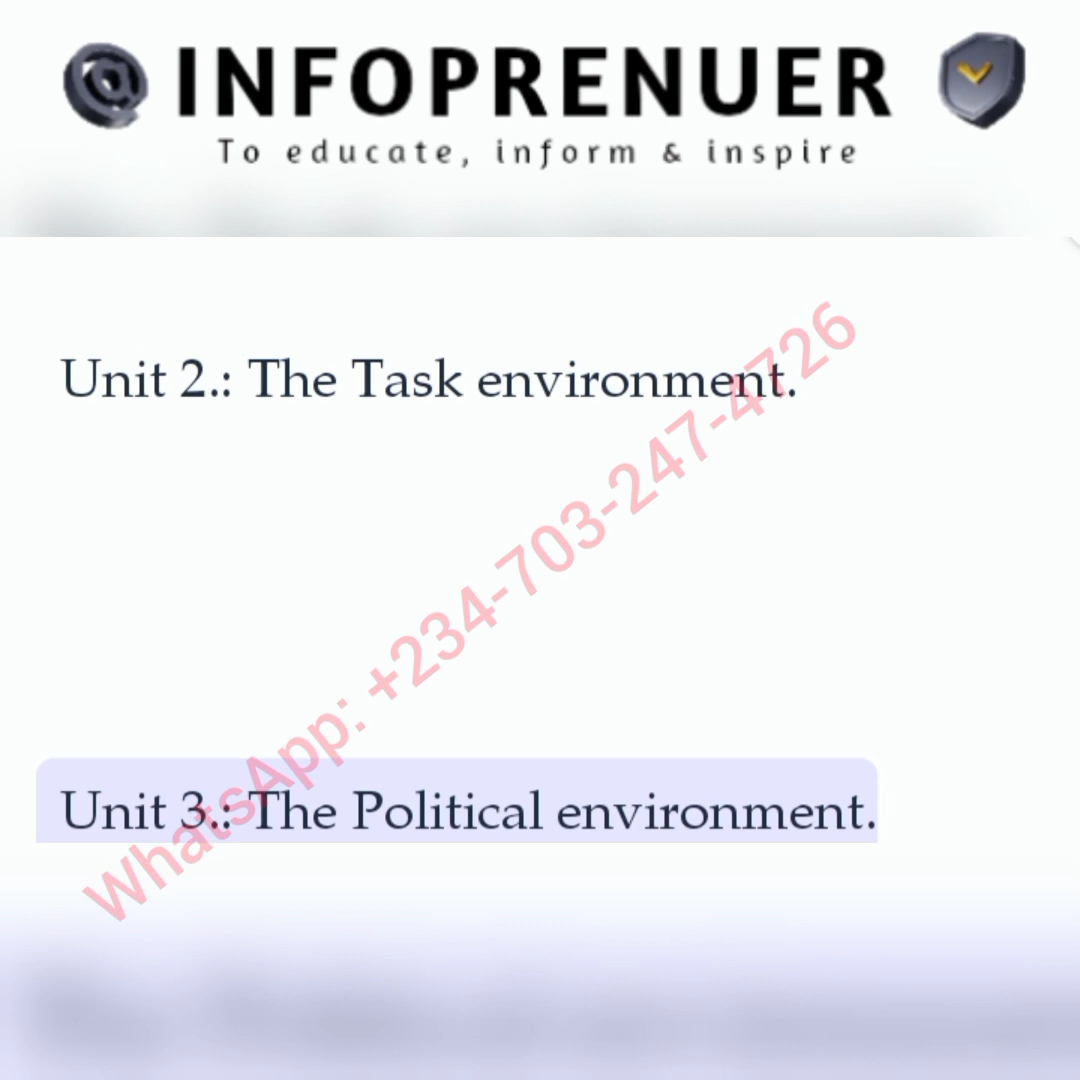 INFOPRENUER
To educate, inform & inspire
Unit 2.: The Task environment.
WhatsApp: +234-703-247-4726
Unit 3.: The Political environment.